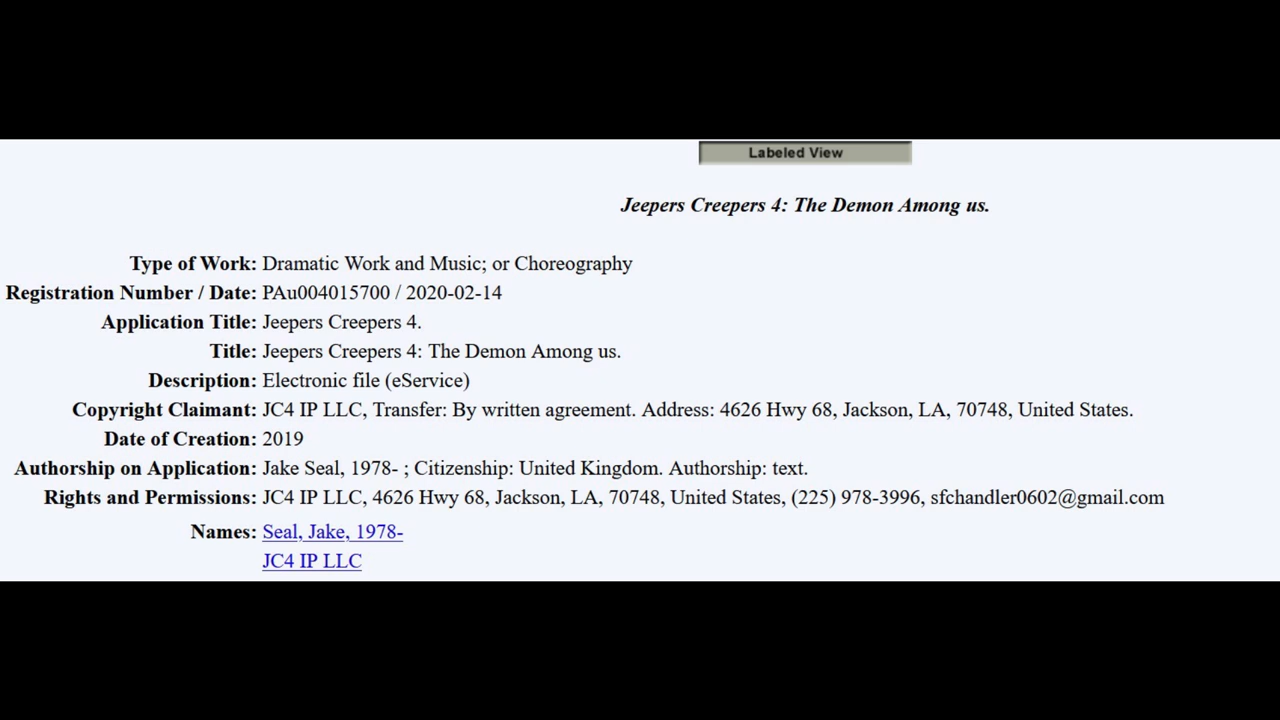 Labeled View
Jeepers Creepers 4: The Demon Among us.
Type of Work: Dramatic Work and Music; or Choreography
Registration Number / Date: PAu004015700 / 2020-02-14
Application Title: Jeepers Creepers 4.
Title: Jeepers Creepers 4: The Demon Among us.
Description: Electronic file (eService)
Copyright Claimant: JC4 IP LLC, Transfer: By written agreement. Address: 4626 Hwy 68, Jackson, LA, 70748, United States.
Date of Creation: 2019
Authorship on Application: Jake Seal, 1978- ; Citizenship: United Kingdom. Authorship: text.
Rights and Permissions: JC4 IP LLC, 4626 Hwy 68, Jackson, LA, 70748, United States, (225) 978-3996, sfchandler0602@gmail.com
Names: Seal, Jake, 1978-
JC4 IP LLC